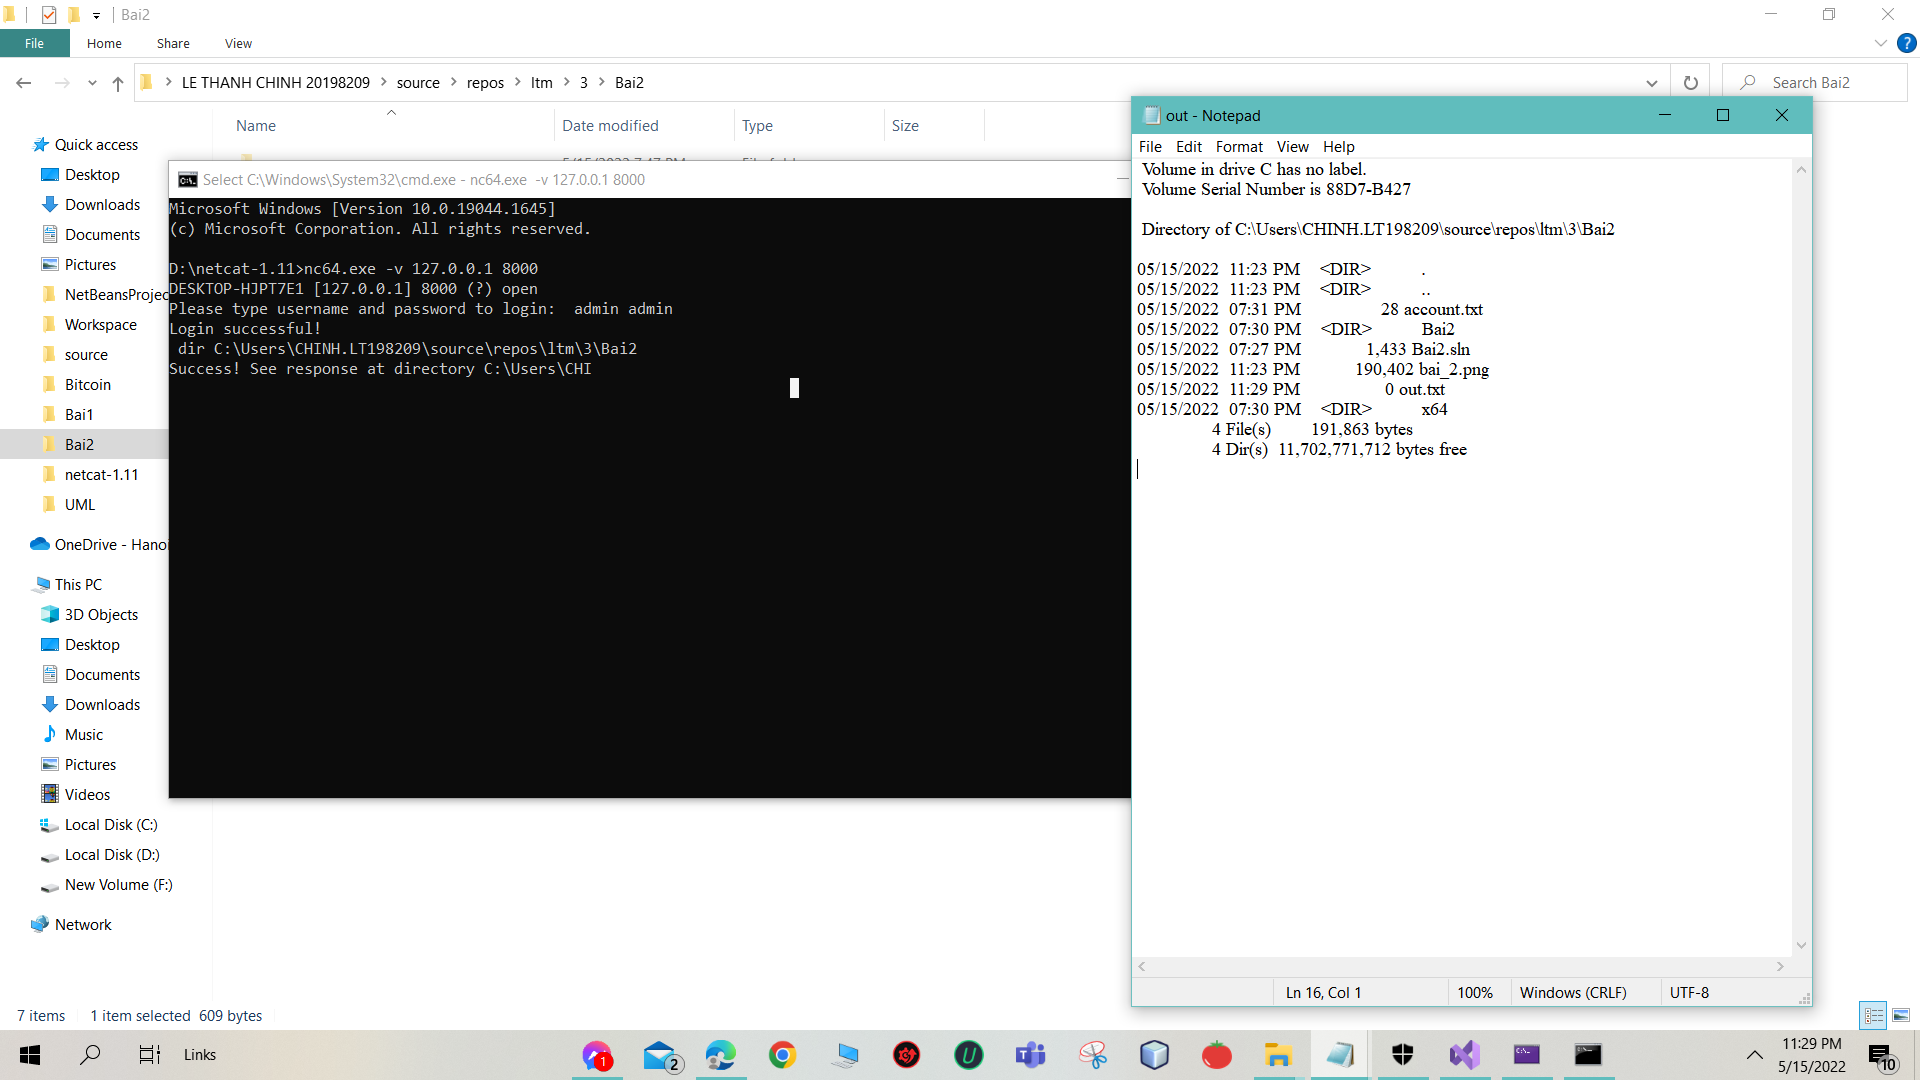 Bai2
File Home Share View
LE THANH CHINH 20198209 source repos ltm 3 Bai2
Search Bai2
Name Date modified Type Size
Quick access
Desktop
Downloads
Documents
Pictures
NetBeansProjec
Workspace
source
Bitcoin
Bai1
Bai2
netcat-1.11
UML
OneDrive - Hanoi
This PC
3D Objects
Desktop
Documents
Downloads
Music
Pictures
Videos
Local Disk (C:)
Local Disk (D:)
New Volume (F:)
Network
7 items 1 item selected 609 bytes
Select C:\Windows\System32\cmd.exe - nc64.exe -v 127.0.0.1 8000
Microsoft Windows [Version 10.0.19044.1645]
(c) Microsoft Corporation. All rights reserved.
D:\netcat-1.11>nc64.exe -v 127.0.0.1 8000
DESKTOP-HJPT7E1 [127.0.0.1] 8000 (?) open
Please type username and password to login: admin admin
Login successful!
dir C:\Users\CHINH.LT198209\source\repos\ltm\3\Bai2
Success! See response at directory C:\Users\CHI
out - Notepad
File Edit Format View Help
Volume in drive C has no label.
Volume Serial Number is 88D7-B427
Directory of C:\Users\CHINH.LT198209\source\repos\ltm\3\Bai2
05/15/2022 11:23 PM <DIR> .
05/15/2022 11:23 PM <DIR> ..
05/15/2022 07:31 PM 28 account.txt
05/15/2022 07:30 PM <DIR> Bai2
05/15/2022 07:27 PM 1,433 Bai2.sln
05/15/2022 11:23 PM 190,402 bai_2.png
05/15/2022 11:29 PM 0 out.txt
05/15/2022 07:30 PM <DIR> x64
4 File(s) 191,863 bytes
4 Dir(s) 11,702,771,712 bytes free
Ln 16, Col 1 100% Windows (CRLF) UTF-8
Links
1
2
11:29 PM
5/15/2022
10